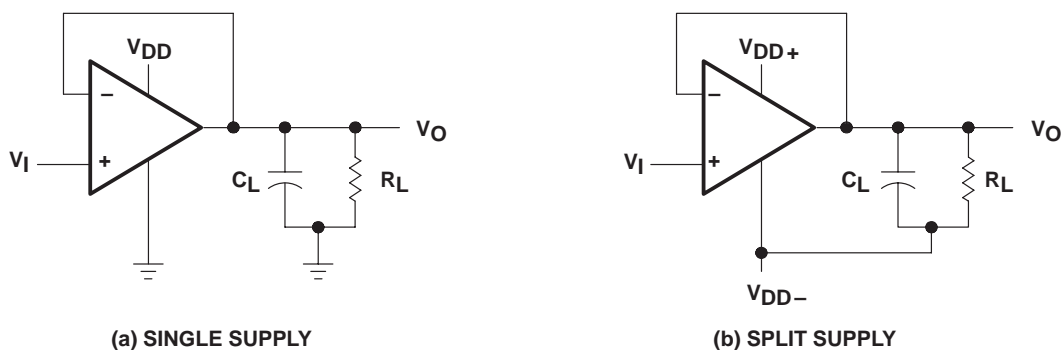 VDD
−
VI
+
VO
CL
RL
(a) SINGLE SUPPLY
VDD+
−
VI
+
VO
CL
RL
VDD−
(b) SPLIT SUPPLY